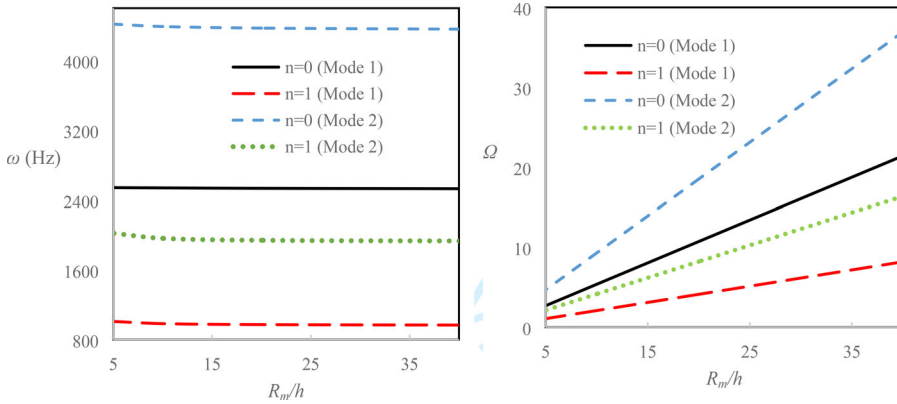 4000
3200
2400
1600
800
ω (Hz)
n=0 (Mode 1)
n=1 (Mode 1)
n=0 (Mode 2)
n=1 (Mode 2)
5 15 25 35
Rm/h
40
30
20
10
0
Ω
n=0 (Mode 1)
n=1 (Mode 1)
n=0 (Mode 2)
n=1 (Mode 2)
5 15 25 35
Rm/h